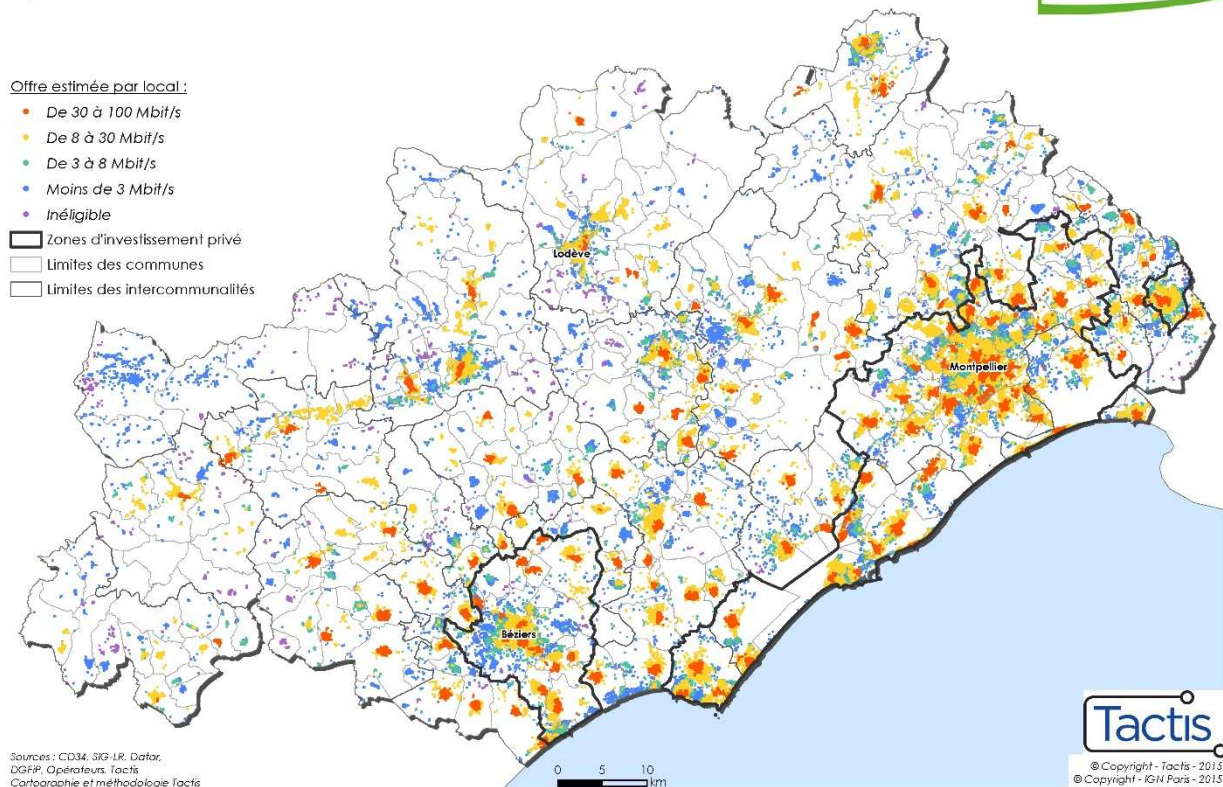 Offre estimée par local :
De 30 à 100 Mbit/s
De 8 à 30 Mbit/s
De 3 à 8 Mbit/s
Moins de 3 Mbit/s
Inéligible
Zones d'investissement privé
Limites des communes
Limites des intercommunalités
Lodève
Montpellier
Béziers
Sources : CD34, SIG-LR, Datar,
DGFiP, Opérateurs, Tactis
Cartographie et méthodologie Tactis
0 5 10
km
Tactis
© Copyright - Tactis - 2015
© Copyright - IGN Paris - 2015